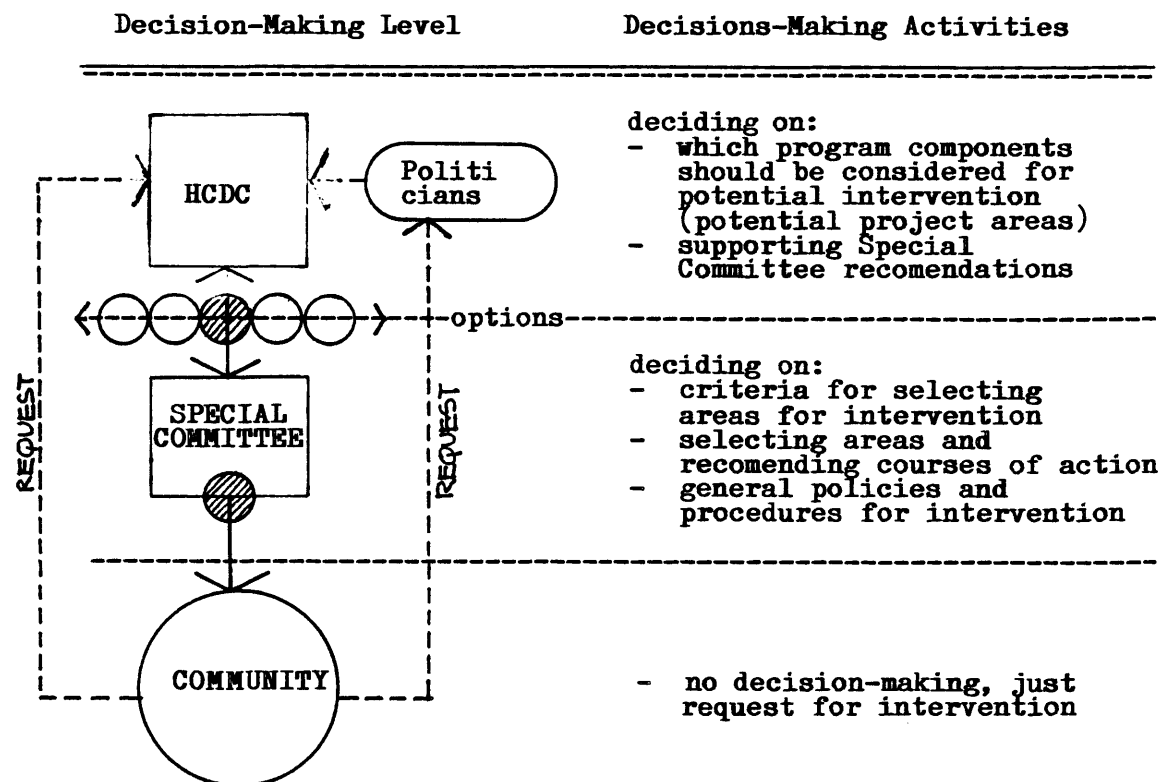 Decision-Making Level
Decisions-Making Activities
HCDC
Politi
cians
deciding on:
- which program components
should be considered for
potential intervention
(potential project areas)
- supporting Special
Committee recomendations
options
REQUEST
SPECIAL
COMMITTEE
REQUEST
deciding on:
- criteria for selecting
areas for intervention
- selecting areas and
recomending courses of action
- general policies and
procedures for intervention
COMMUNITY
- no decision-making, just
request for intervention